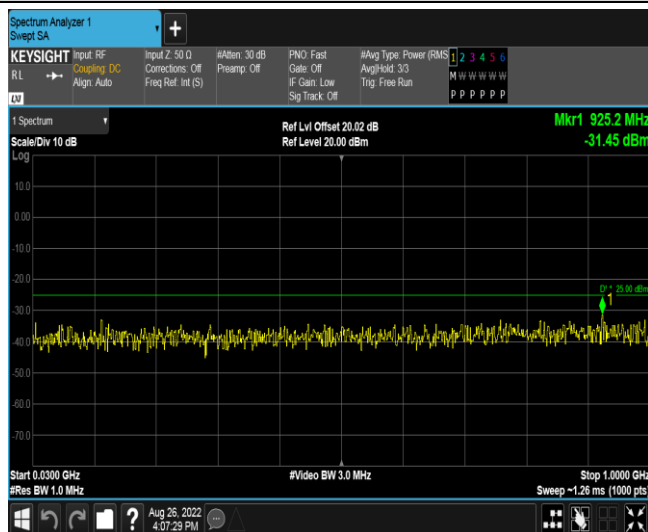 Spectrum Analyzer 1
Swept SA
KEYSIGHT
RL
LXI
Input: RF
Coupling: DC
Align: Auto
Input Z: 50 Ω
Corrections: Off
Freq Ref: Int (S)
#Atten: 30 dB
Preamp: Off
PNO: Fast
Gate: Off
IF Gain: Low
Sig Track: Off
#Avg Type: Power (RMS
Avg|Hold: 3/3
Trig: Free Run
1 2 3 4 5 6
M W W W W W
P P P P P P
1 Spectrum
Scale/Div 10 dB
Ref Lvl Offset 20.02 dB
Ref Level 20.00 dBm
Mkr1 925.2 MHz
-31.45 dBm
Log
10.0
0.00
-10.0
-20.0
25.00 dBm
1
-30.0
-40.0
-50.0
-60.0
-70.0
Start 0.0300 GHz
#Res BW 1.0 MHz
#Video BW 3.0 MHz
Stop 1.0000 GHz
Sweep ~1.26 ms (1000 pts)
?
Aug 26, 2022
4:07:29 PM